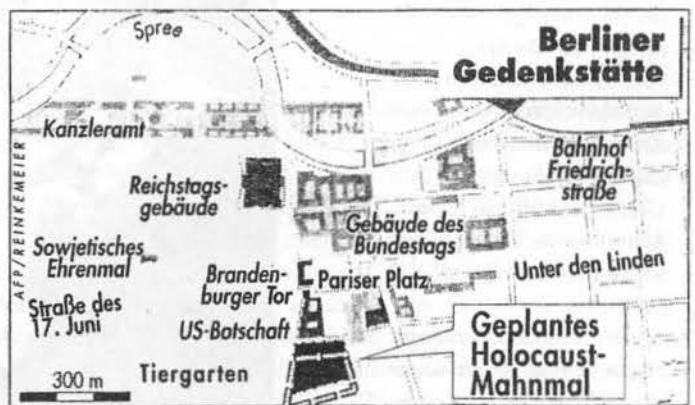 Spree
Berliner
Gedenkstätte
Kanzleramt
Bahnhof
Friedrich-
straße
Reichstags-
gebäude
Gebäude des
Bundestags
AFP/REINKEMEIER
Sowjetisches
Ehrenmal
Branden-
burger Tor
Pariser Platz
Unter den Linden
Straße des
17. Juni
US-Botschaft
Geplantes
Holocaust-
Mahnmal
300 m
Tiergarten